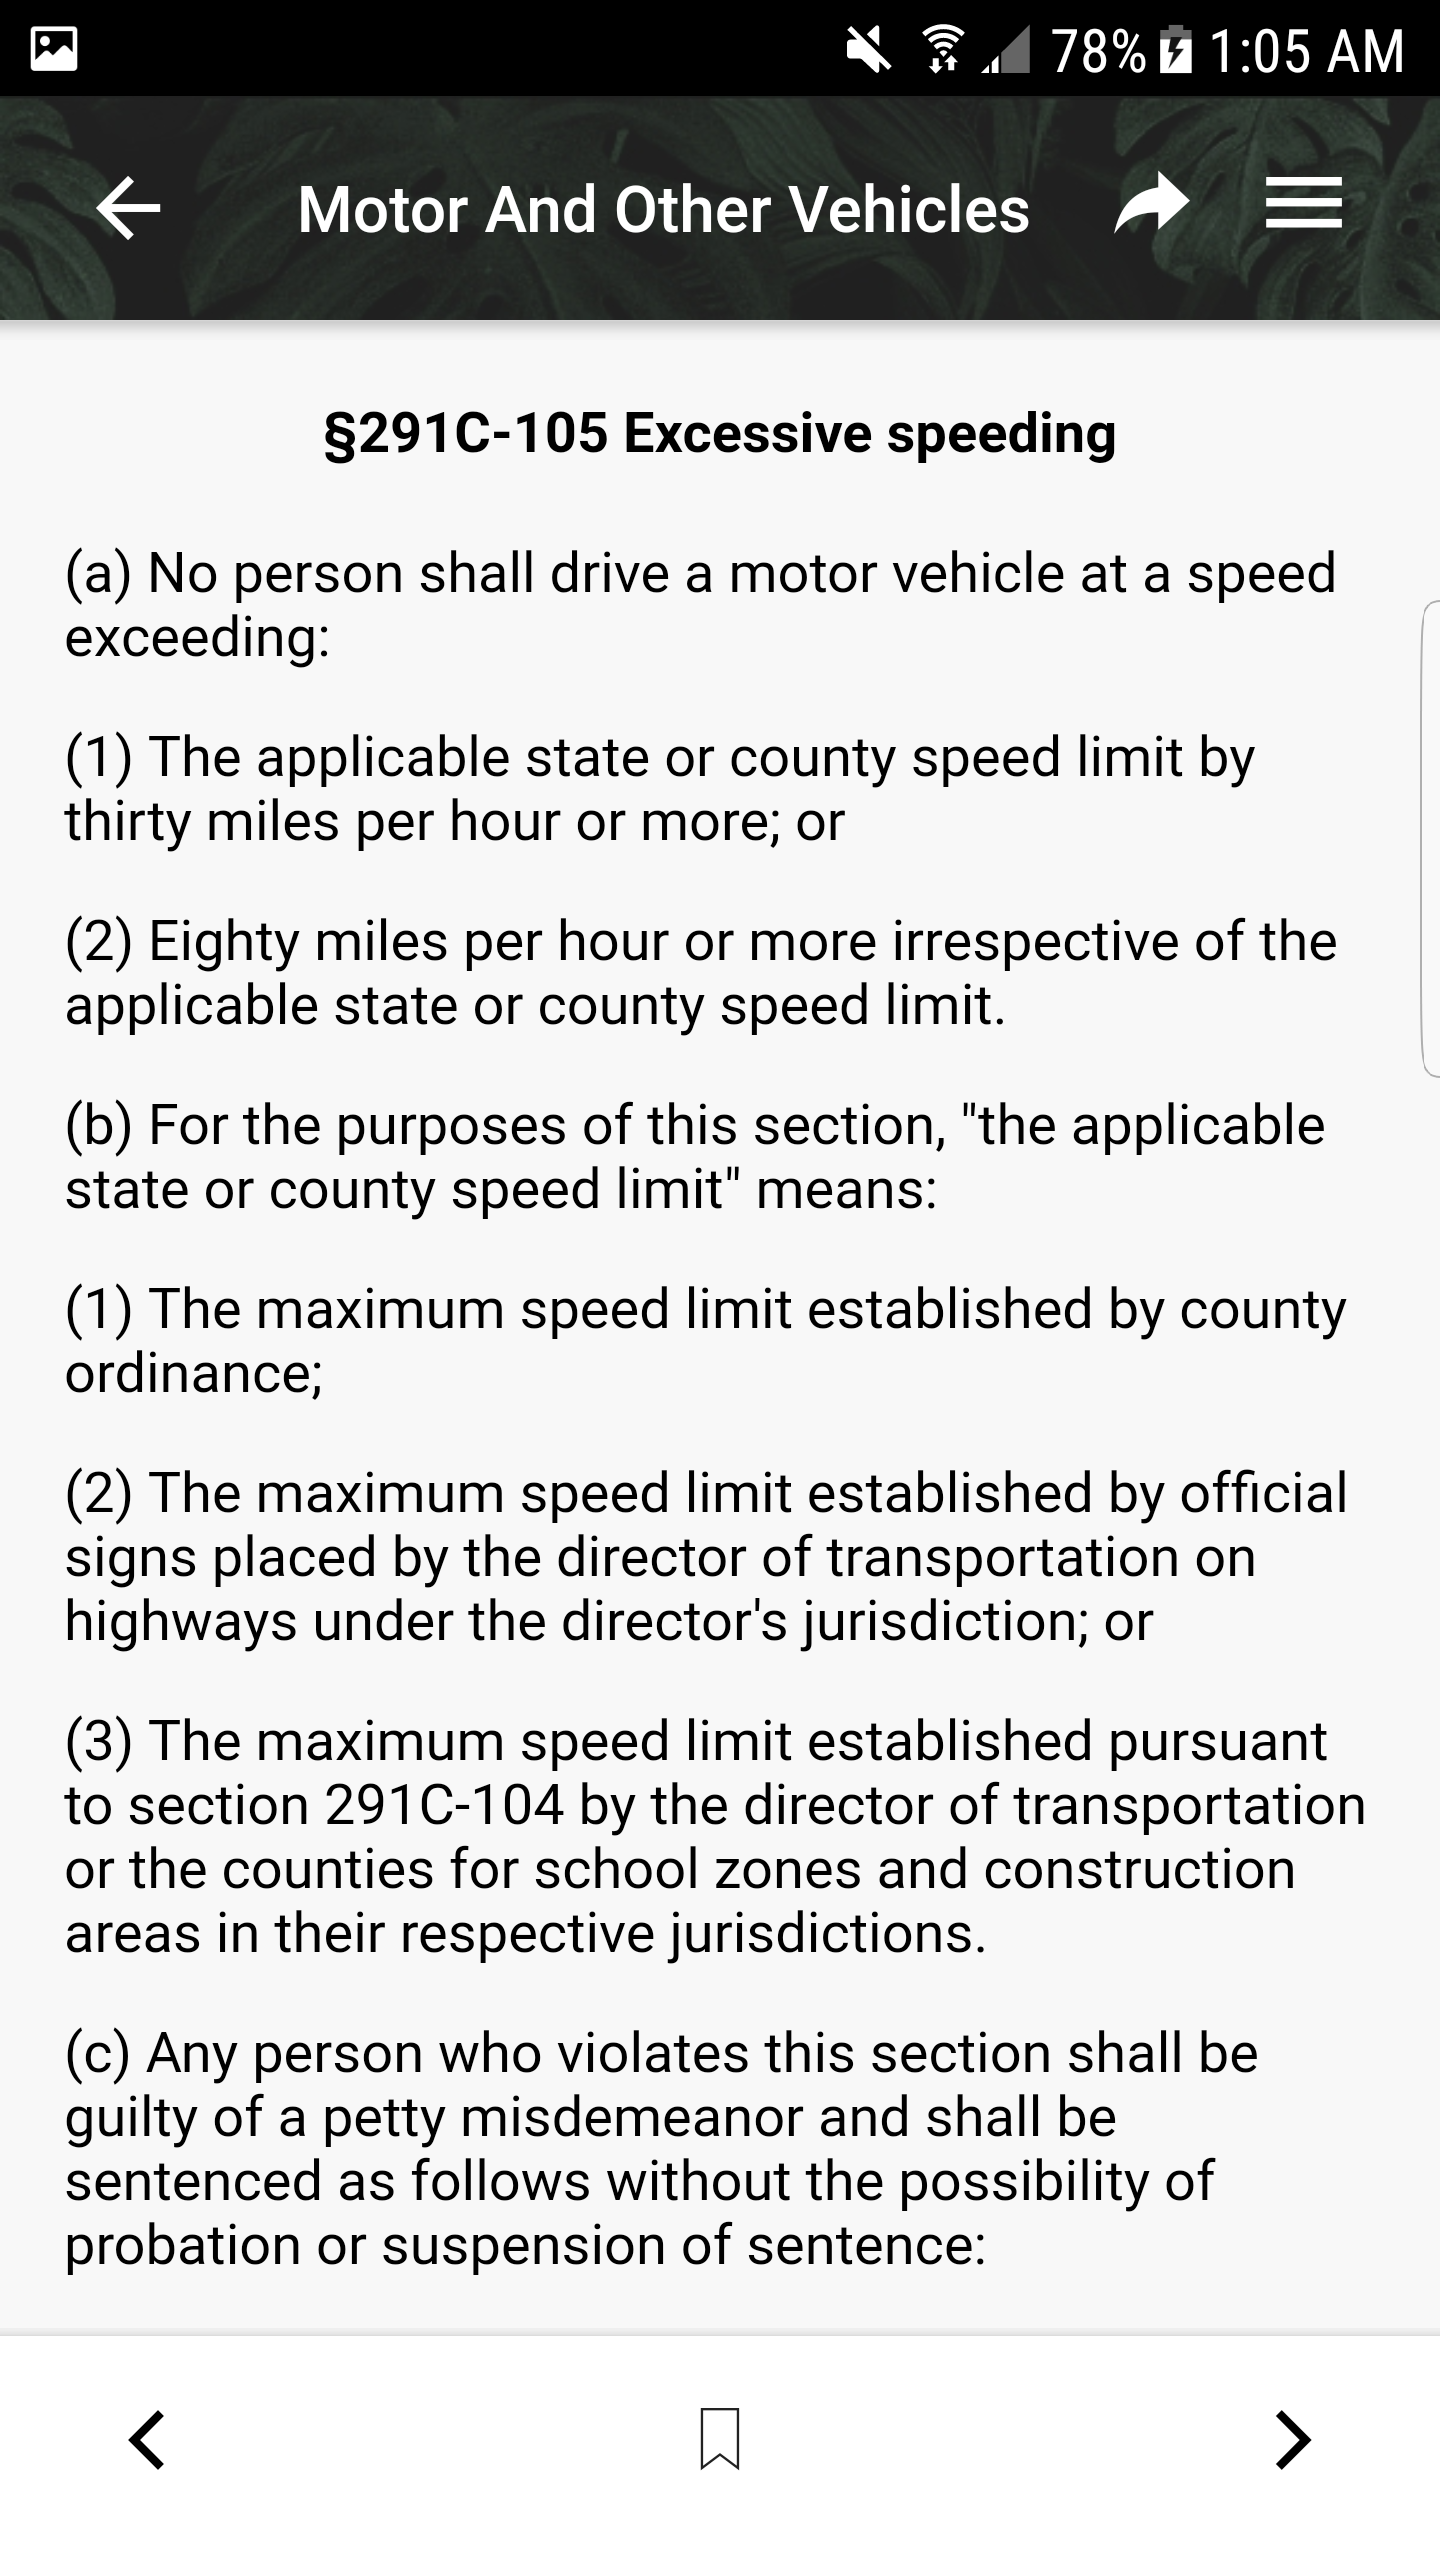 78% 1:05 AM
Motor And Other Vehicles
§291C-105 Excessive speeding
(a) No person shall drive a motor vehicle at a speed
exceeding:
(1) The applicable state or county speed limit by
thirty miles per hour or more; or
(2) Eighty miles per hour or more irrespective of the
applicable state or county speed limit.
(b) For the purposes of this section, "the applicable
state or county speed limit" means:
(1) The maximum speed limit established by county
ordinance;
(2) The maximum speed limit established by official
signs placed by the director of transportation on
highways under the director's jurisdiction; or
(3) The maximum speed limit established pursuant
to section 291C-104 by the director of transportation
or the counties for school zones and construction
areas in their respective jurisdictions.
(c) Any person who violates this section shall be
guilty of a petty misdemeanor and shall be
sentenced as follows without the possibility of
probation or suspension of sentence: